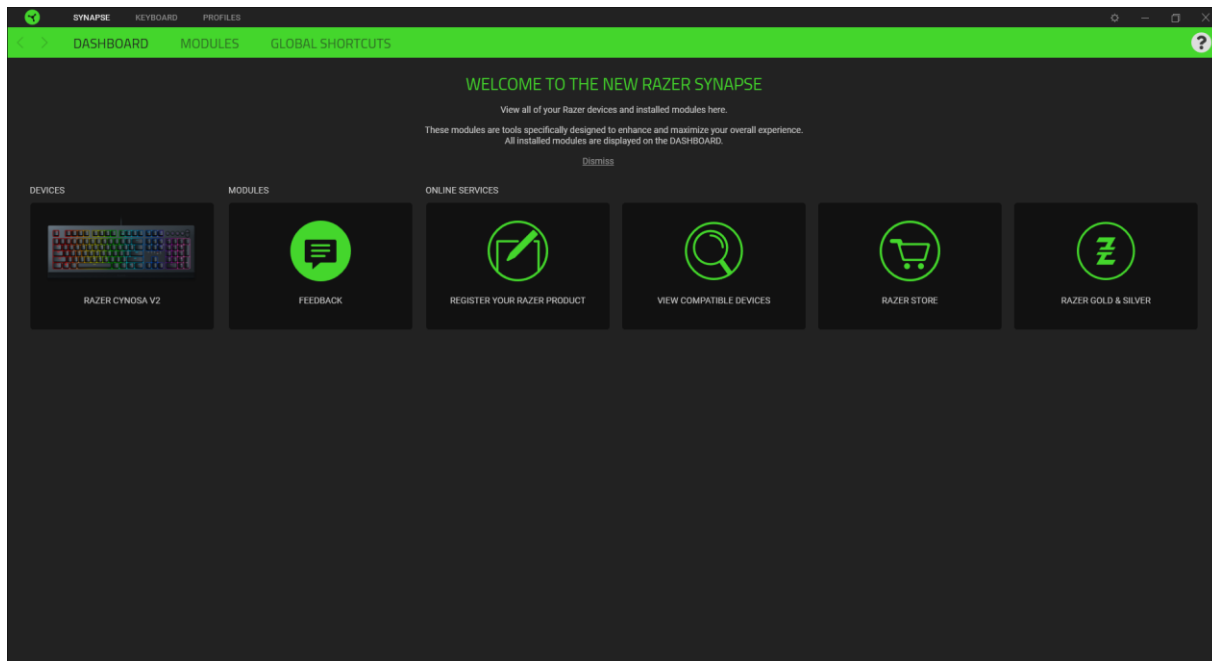 SYNAPSE KEYBOARD PROFILES
DASHBOARD MODULES GLOBAL SHORTCUTS
?
WELCOME TO THE NEW RAZER SYNAPSE
View all of your Razer devices and installed modules here.
These modules are tools specifically designed to enhance and maximize your overall experience.
All installed modules are displayed on the DASHBOARD.
Dismiss
DEVICES MODULES ONLINE SERVICES
RAZER CYNOSA V2 FEEDBACK REGISTER YOUR RAZER PRODUCT VIEW COMPATIBLE DEVICES RAZER STORE RAZER GOLD & SILVER